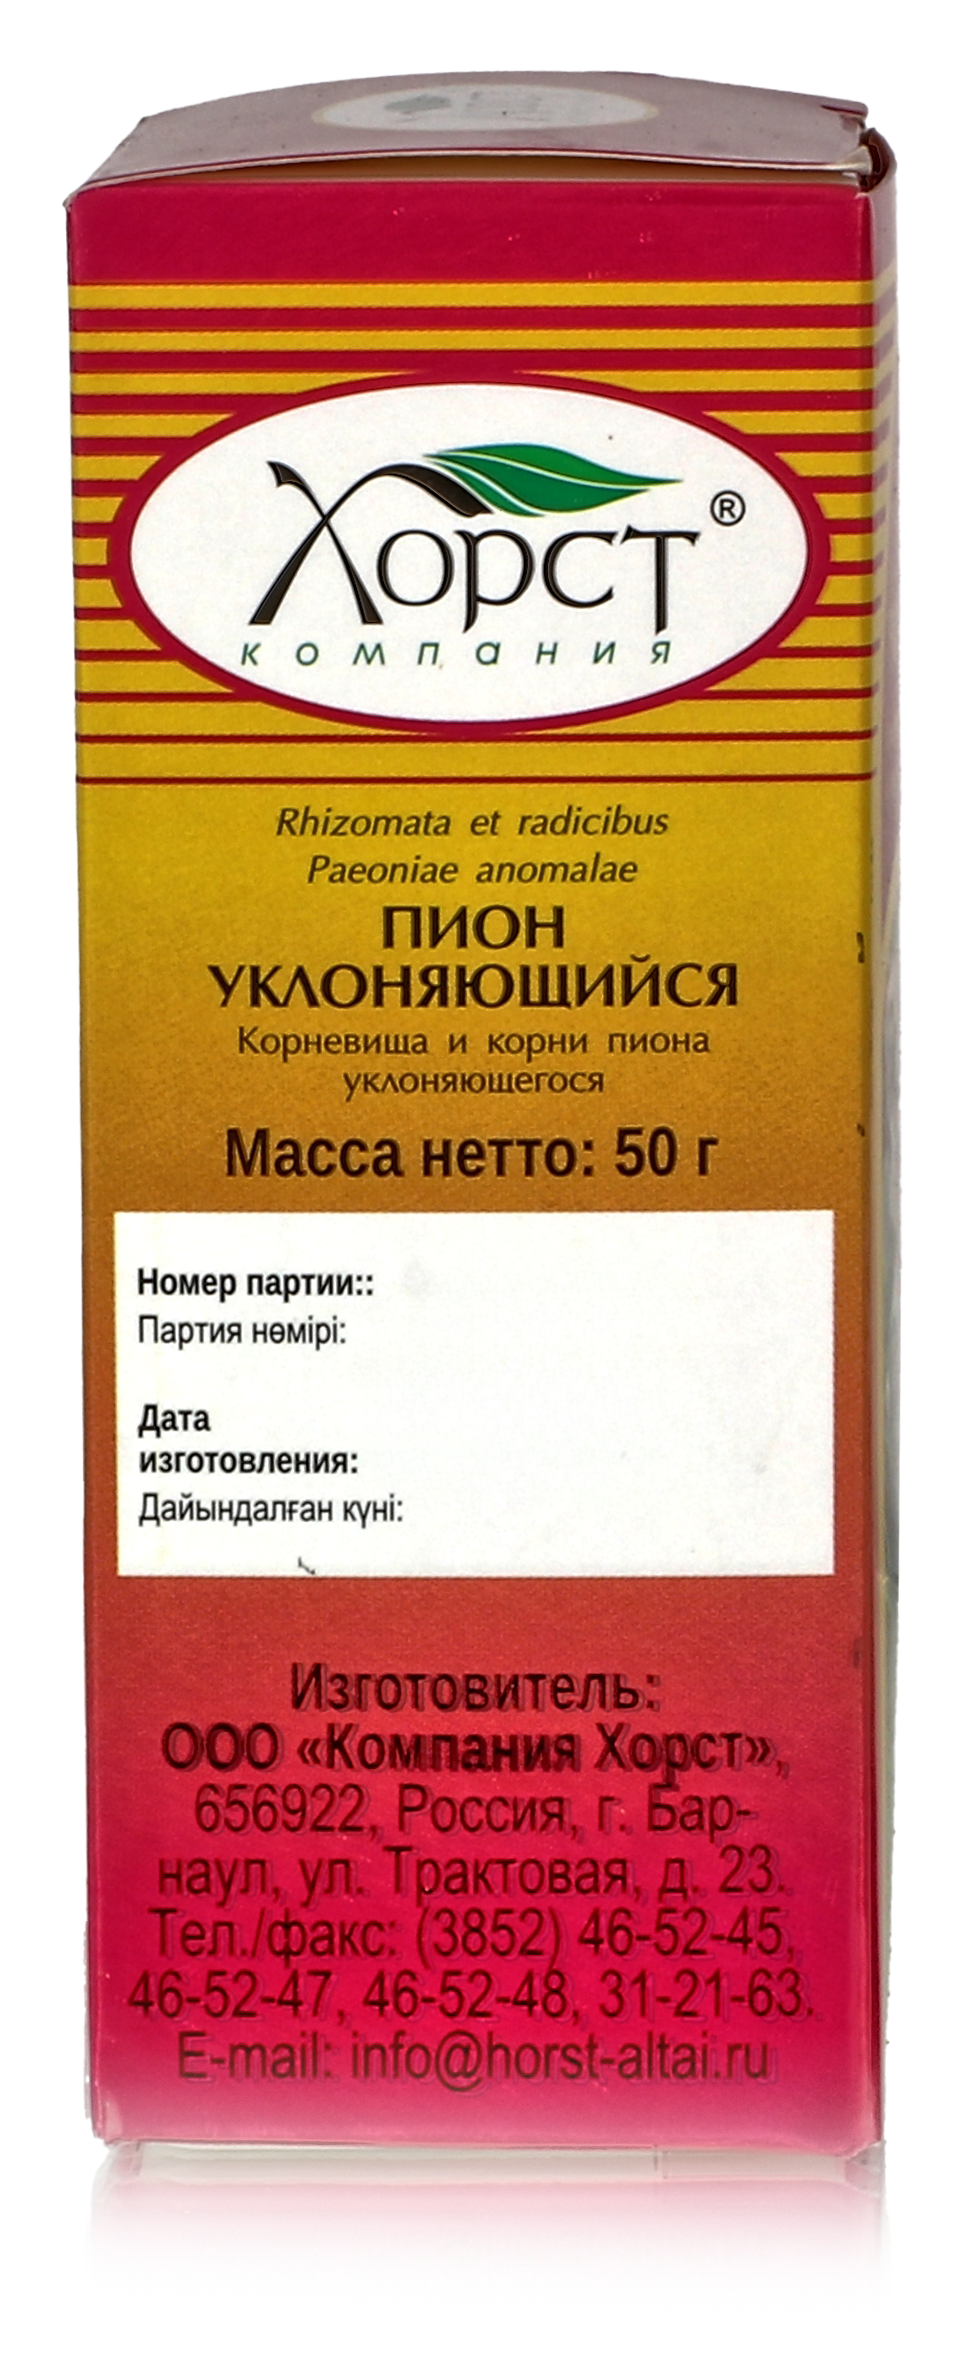 Хорст®
компания
Rhizomata et radicibus
Paeoniae anomalae
ПИОН
УКЛОНЯЮЩИЙСЯ
Корневища и корни пиона
уклоняющегося
Масса нетто: 50 г
Номер партии::
Партия нөмірі:
Дата
изготовления:
Дайындалған күні:
Изготовитель:
ООО «Компания Хорст»,
656922, Россия, г. Бар-
наул, ул. Трактовая, д. 23.
Тел./факс: (3852) 46-52-45,
46-52-47, 46-52-48, 31-21-63.
E-mail: info@horst-altai.ru